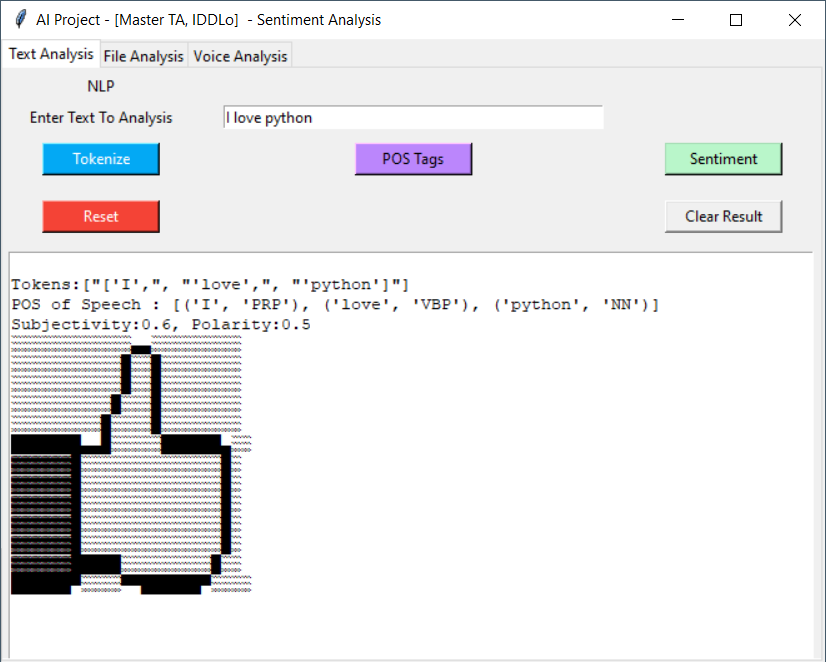 AI Project - [Master TA, IDDLo]  - Sentiment Analysis
Text Analysis File Analysis Voice Analysis
NLP
Enter Text To Analysis I love python
Tokenize POS Tags Sentiment
Reset Clear Result
Tokens:["['I',", "'love',", "'python']"]
POS of Speech : [('I', 'PRP'), ('love', 'VBP'), ('python', 'NN')]
Subjectivity:0.6, Polarity:0.5